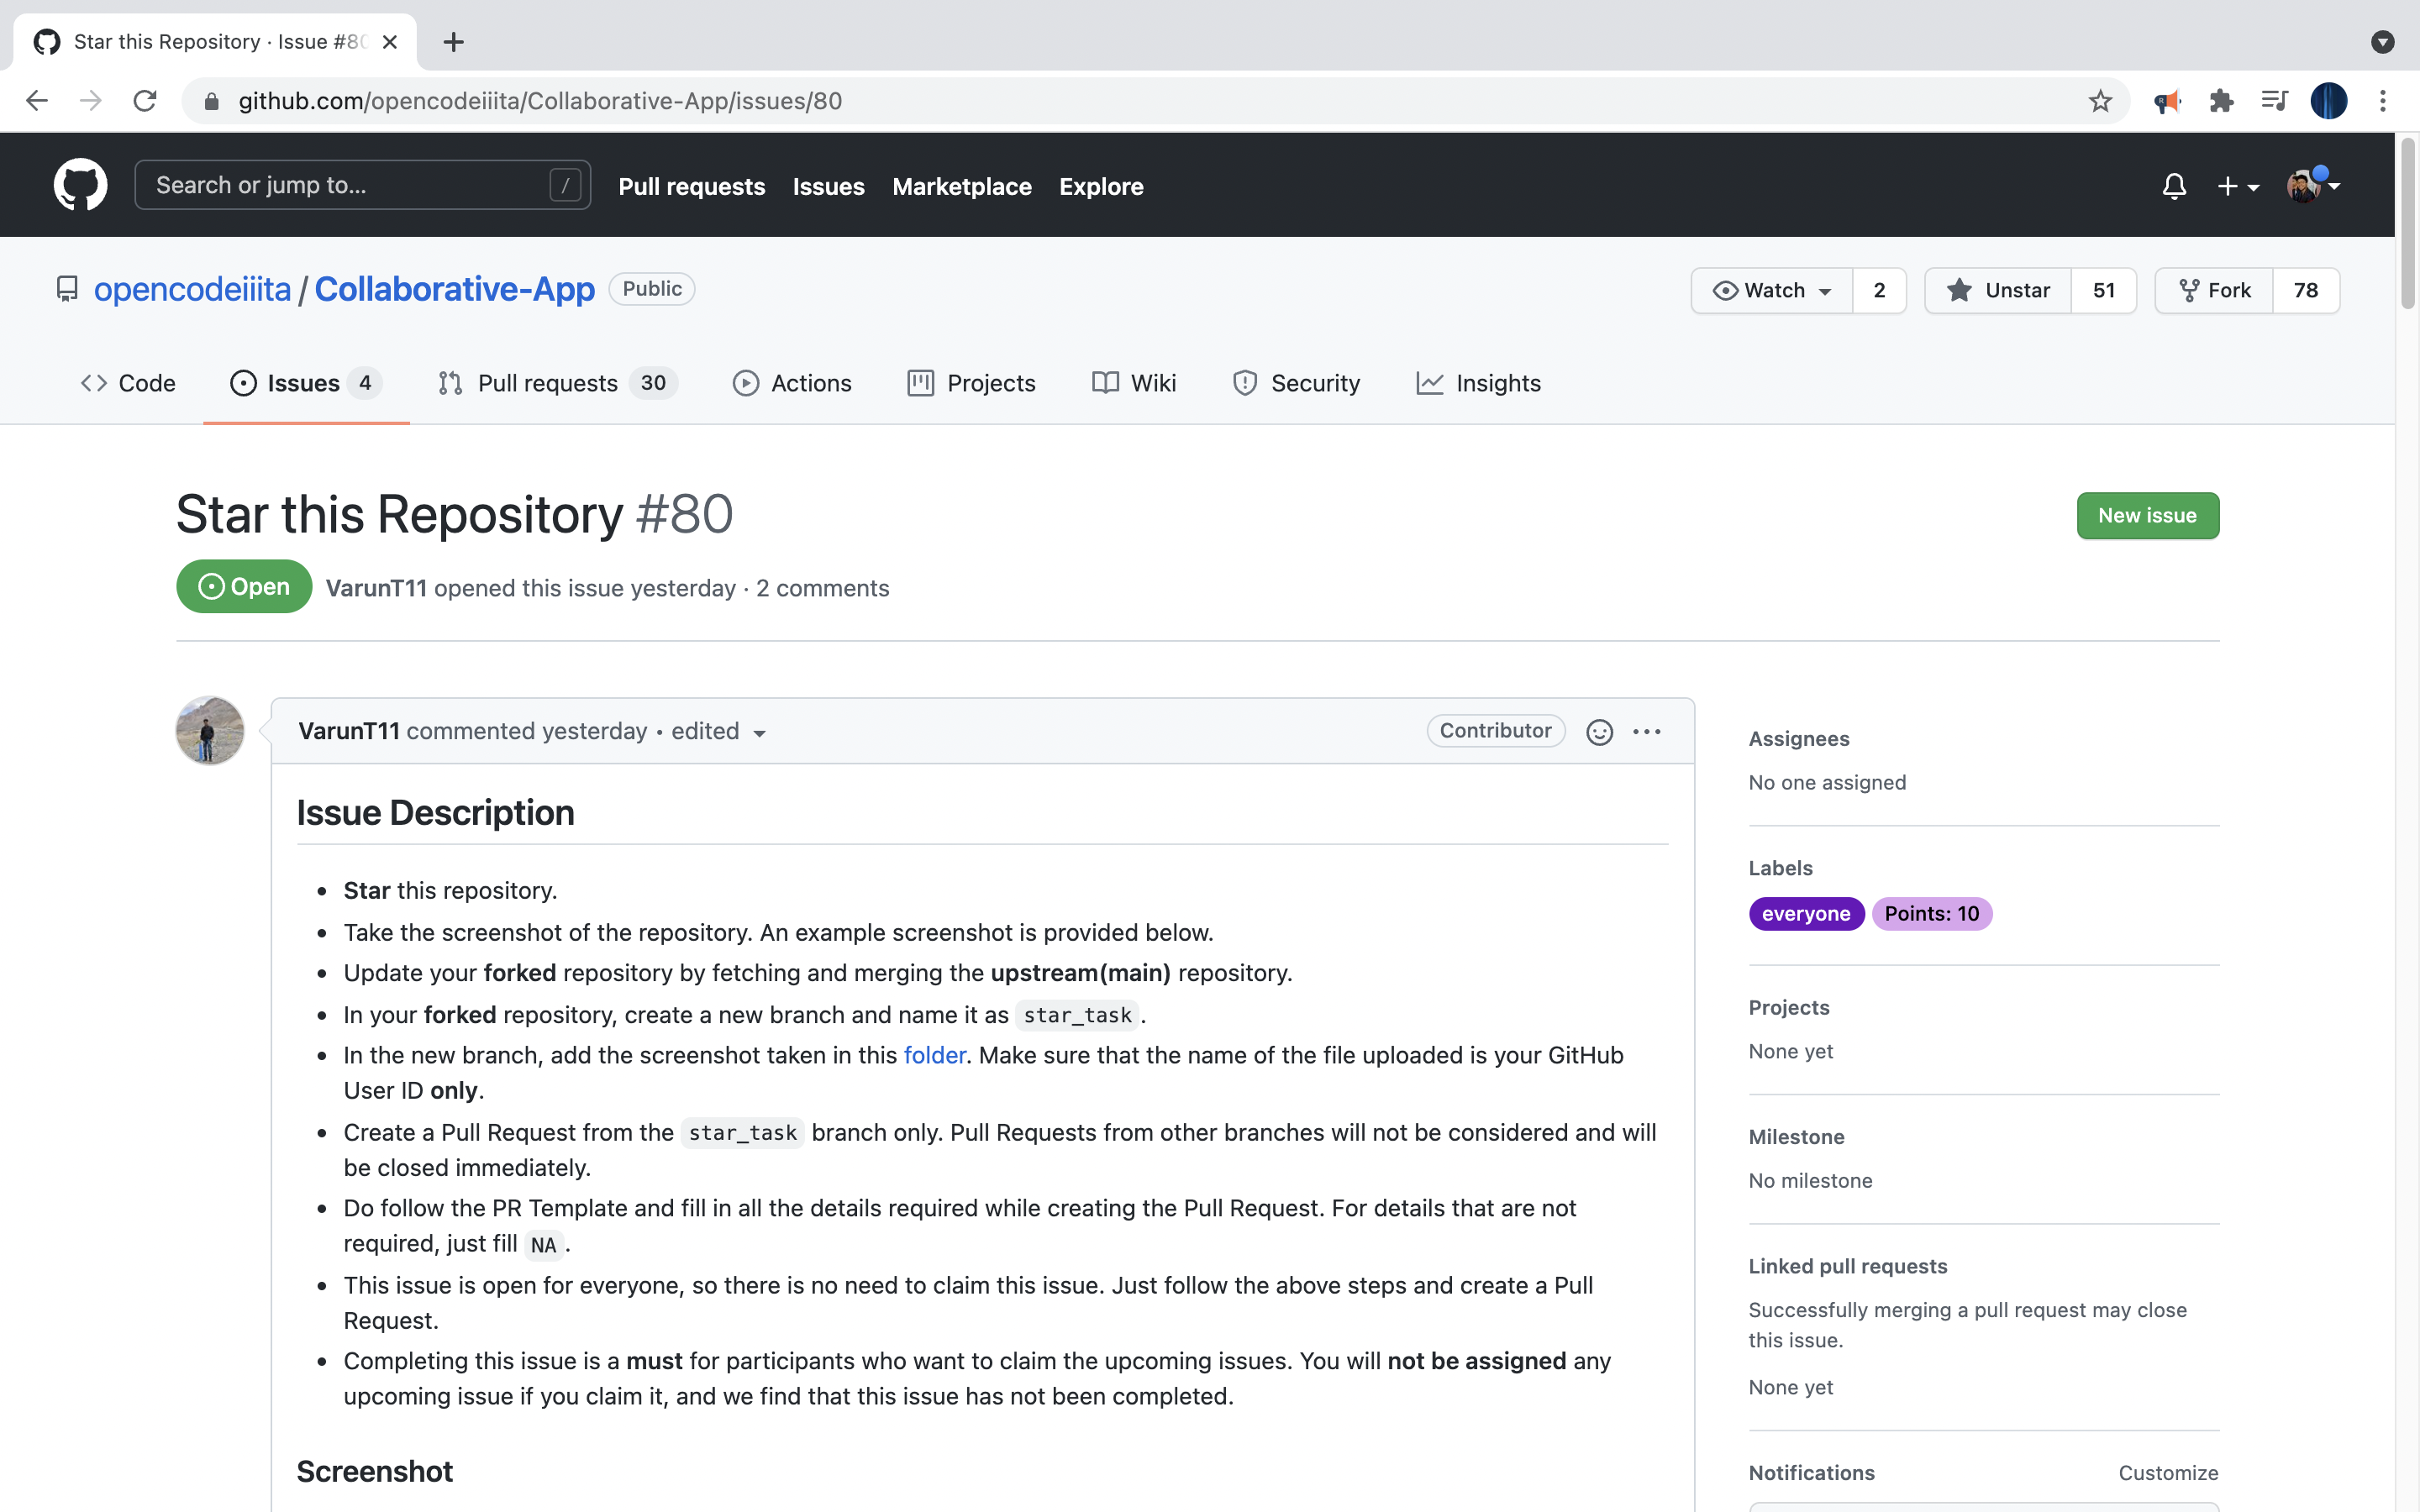 Star this Repository · Issue #80
github.com/opencodeiiita/Collaborative-App/issues/80
Search or jump to... /
Pull requests Issues Marketplace Explore
opencodeiiita / Collaborative-App Public
Watch 2 Unstar 51 Fork 78
Code Issues 4 Pull requests 30 Actions Projects Wiki Security Insights
Star this Repository #80
New issue
Open VarunT11 opened this issue yesterday · 2 comments
VarunT11 commented yesterday • edited Contributor
Issue Description
• Star this repository.
• Take the screenshot of the repository. An example screenshot is provided below.
• Update your forked repository by fetching and merging the upstream(main) repository.
• In your forked repository, create a new branch and name it as star_task.
• In the new branch, add the screenshot taken in this folder. Make sure that the name of the file uploaded is your GitHub
User ID only.
• Create a Pull Request from the star_task branch only. Pull Requests from other branches will not be considered and will
be closed immediately.
• Do follow the PR Template and fill in all the details required while creating the Pull Request. For details that are not
required, just fill NA.
• This issue is open for everyone, so there is no need to claim this issue. Just follow the above steps and create a Pull
Request.
• Completing this issue is a must for participants who want to claim the upcoming issues. You will not be assigned any
upcoming issue if you claim it, and we find that this issue has not been completed.
Screenshot
Assignees
No one assigned
Labels
everyone Points: 10
Projects
None yet
Milestone
No milestone
Linked pull requests
Successfully merging a pull request may close
this issue.
None yet
Notifications Customize